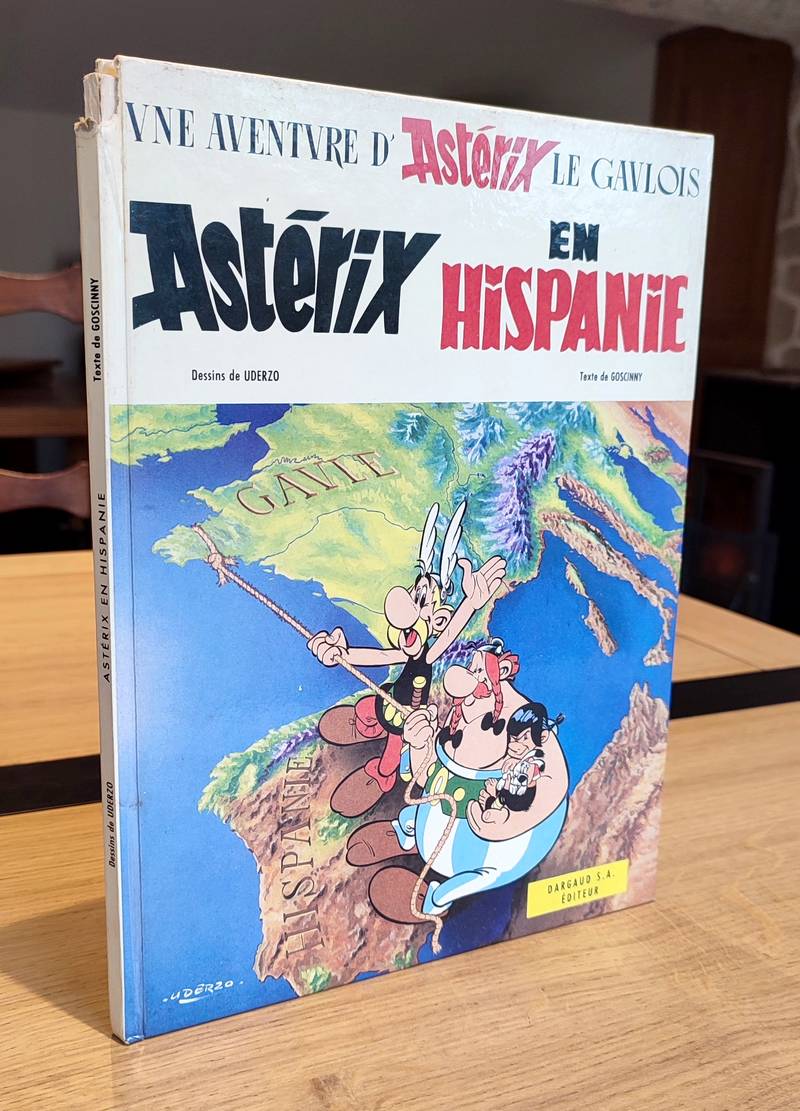 VNE AVENTVRE D' Astérix LE GAVLOIS
Astérix EN HISPANIE
Dessins de UDERZO
Texte de GOSCINNY
GAVLE
HISPANIE
DARGAUD S.A.
ÉDITEUR
.UDERZO.
Texte de GOSCINNY
ASTÉRIX EN HISPANIE
Dessins de UDERZO